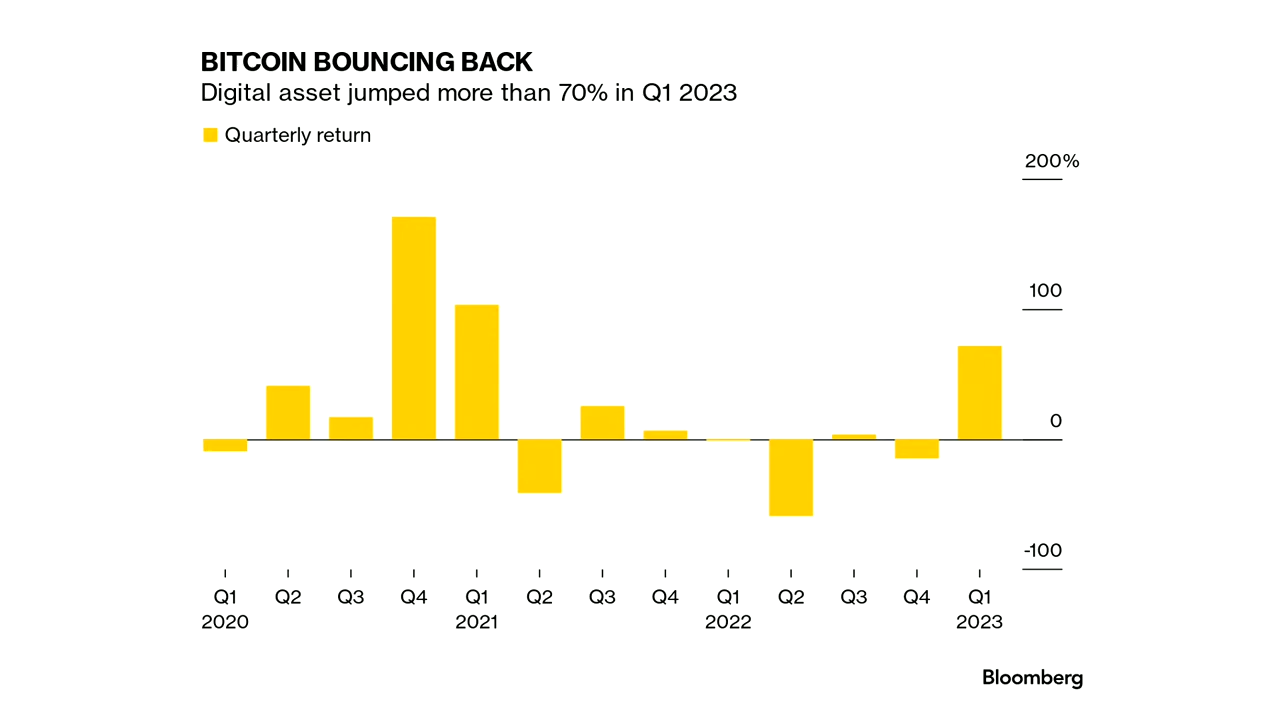 BITCOIN BOUNCING BACK
Digital asset jumped more than 70% in Q1 2023
Quarterly return
200%
100
0
-100
Q1 Q2 Q3 Q4 Q1 Q2 Q3 Q4 Q1 Q2 Q3 Q4 Q1
2020 2021 2022 2023
Bloomberg